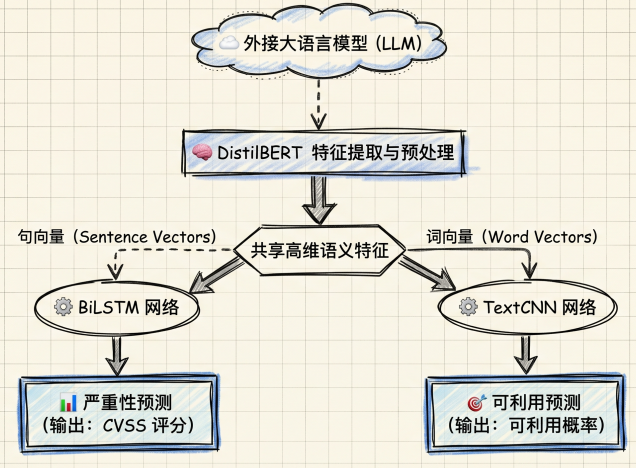 外接大语言模型 (LLM)
DistilBERT 特征提取与预处理
句向量 (Sentence Vectors)
共享高维语义特征
词向量 (Word Vectors)
BiLSTM 网络
TextCNN 网络
严重性预测
(输出: CVSS 评分)
可利用预测
(输出: 可利用概率)